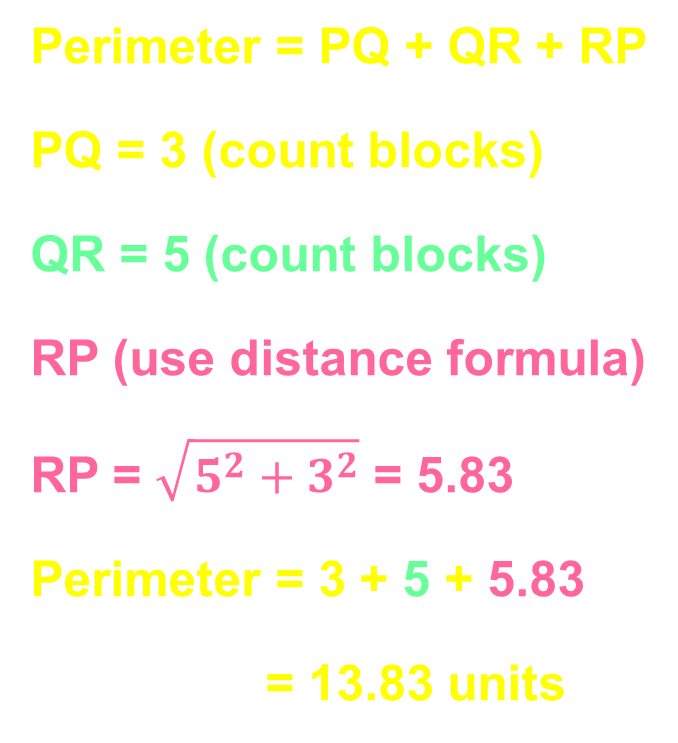 Perimeter = PQ + QR + RP
PQ = 3 (count blocks)
QR = 5 (count blocks)
RP (use distance formula)
RP = √5² + 3² = 5.83
Perimeter = 3 + 5 + 5.83
= 13.83 units